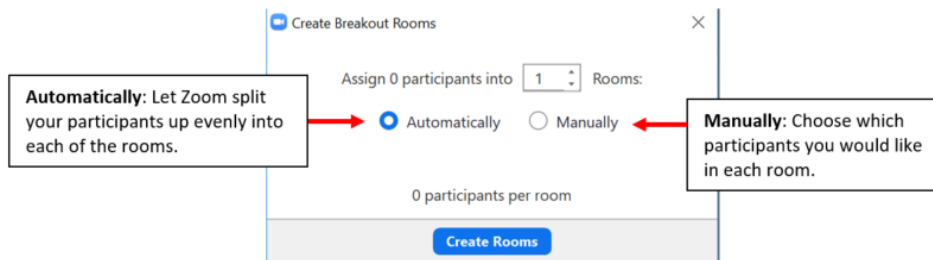 Create Breakout Rooms
Assign 0 participants into 1 Rooms:
Automatically: Let Zoom split
your participants up evenly into
each of the rooms.
Automatically Manually
Manually: Choose which
participants you would like
in each room.
0 participants per room
Create Rooms